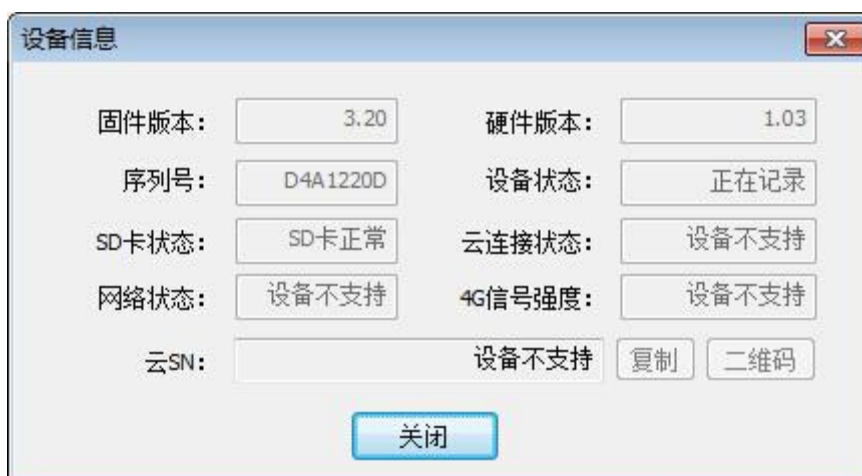 设备信息
固件版本: 3.20 硬件版本: 1.03
序列号: D4A1220D 设备状态: 正在记录
SD卡状态: SD卡正常 云连接状态: 设备不支持
网络状态: 设备不支持 4G信号强度: 设备不支持
云SN: 设备不支持 复制 二维码
关闭